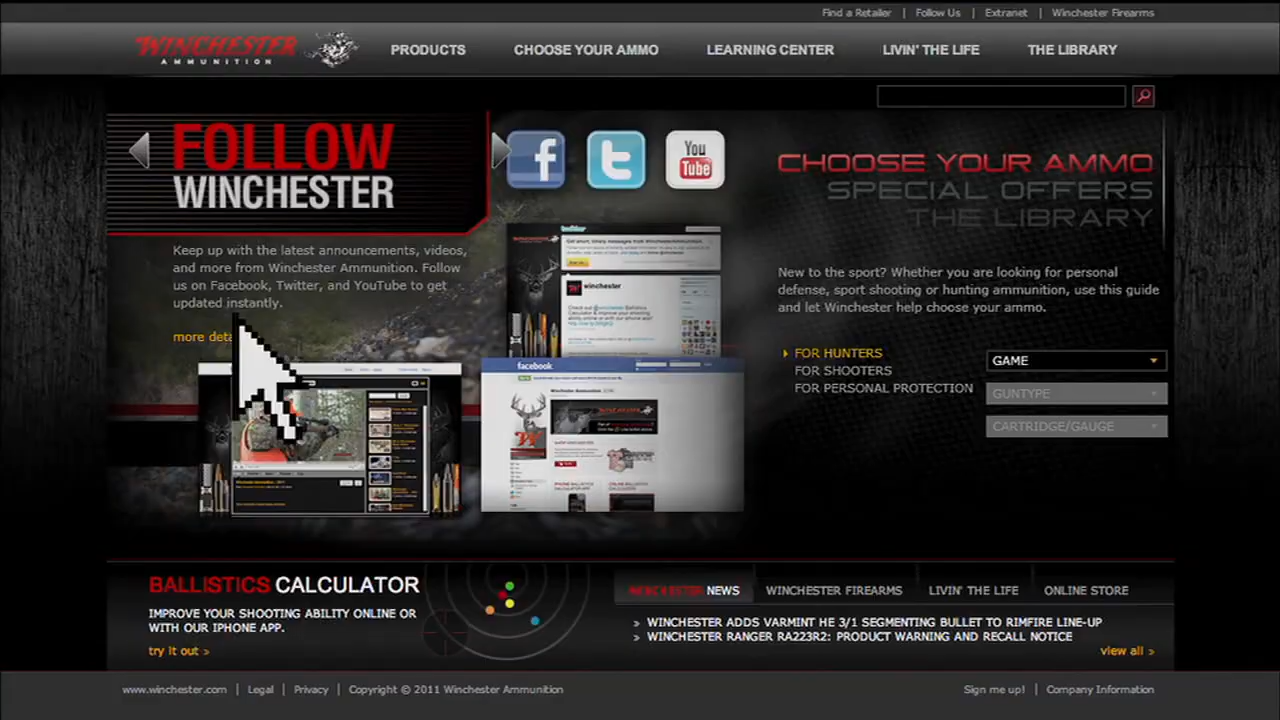 Find a Retailer | Follow Us | Extranet | Winchester Firearms
WINCHESTER
AMMUNITION
PRODUCTS CHOOSE YOUR AMMO LEARNING CENTER LIVIN' THE LIFE THE LIBRARY
FOLLOW
WINCHESTER
You
Tube
CHOOSE YOUR AMMO
SPECIAL OFFERS
THE LIBRARY
Keep up with the latest announcements, videos,
and more from Winchester Ammunition. Follow
us on Facebook, Twitter, and YouTube to get
updated instantly.
more
twitter
winchester
facebook
New to the sport? Whether you are looking for personal
defense, sport shooting or hunting ammunition, use this guide
and let Winchester help choose your ammo.
FOR HUNTERS
FOR SHOOTERS
FOR PERSONAL PROTECTION
GAME
GUNTYPE
CARTRIDGE/GAUGE
BALLISTICS CALCULATOR
IMPROVE YOUR SHOOTING ABILITY ONLINE OR
WITH OUR IPHONE APP.
try it out >
WINCHESTER NEWS WINCHESTER FIREARMS LIVIN' THE LIFE ONLINE STORE
> WINCHESTER ADDS VARMINT HE 3/1 SEGMENTING BULLET TO RIMFIRE LINE-UP
> WINCHESTER RANGER RA223R2: PRODUCT WARNING AND RECALL NOTICE
view all >
www.winchester.com | Legal | Privacy | Copyright © 2011 Winchester Ammunition
Sign me up! | Company Information